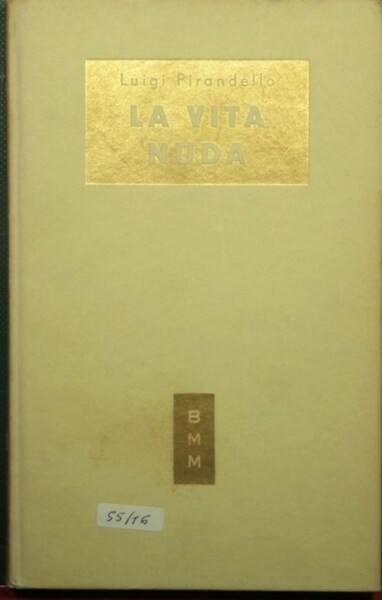 Luigi Pirandello
LA VITA
NUDA
B
M
M
55/16